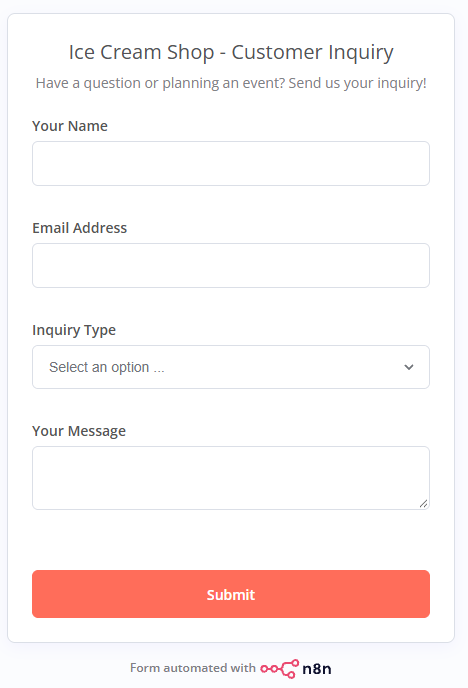 Ice Cream Shop - Customer Inquiry
Have a question or planning an event? Send us your inquiry!
Your Name
Email Address
Inquiry Type
Select an option ...
Your Message
Submit
Form automated with n8n